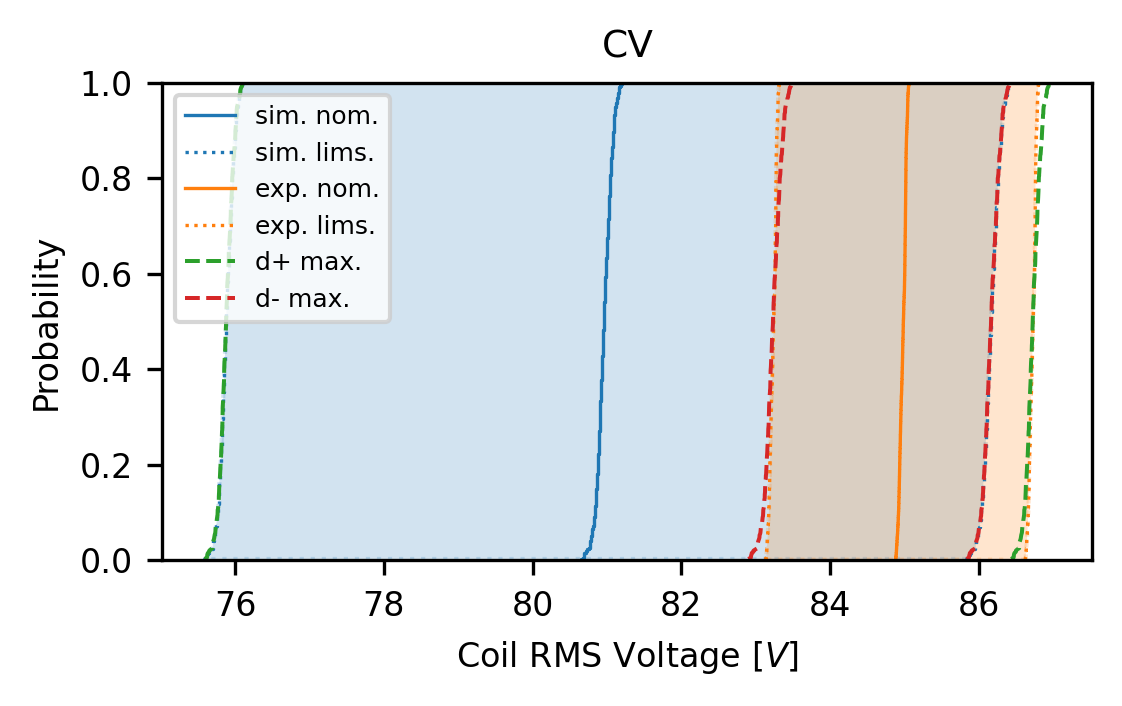 CV
1.0
0.8
0.6
0.4
0.2
0.0
Probability
sim. nom.
sim. lims.
exp. nom.
exp. lims.
d+ max.
d- max.
76 78 80 82 84 86
Coil RMS Voltage [V]